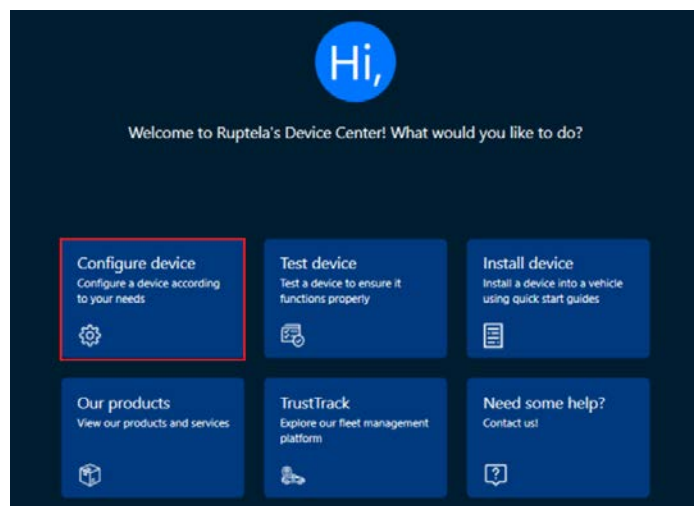 Hi,
Welcome to Ruptela's Device Center! What would you like to do?
Configure device
Configure a device according
to your needs
Test device
Test a device to ensure it
functions properly
Install device
Install a device into a vehicle
using quick start guides
Our products
View our products and services
TrustTrack
Explore our fleet management
platform
Need some help?
Contact us!